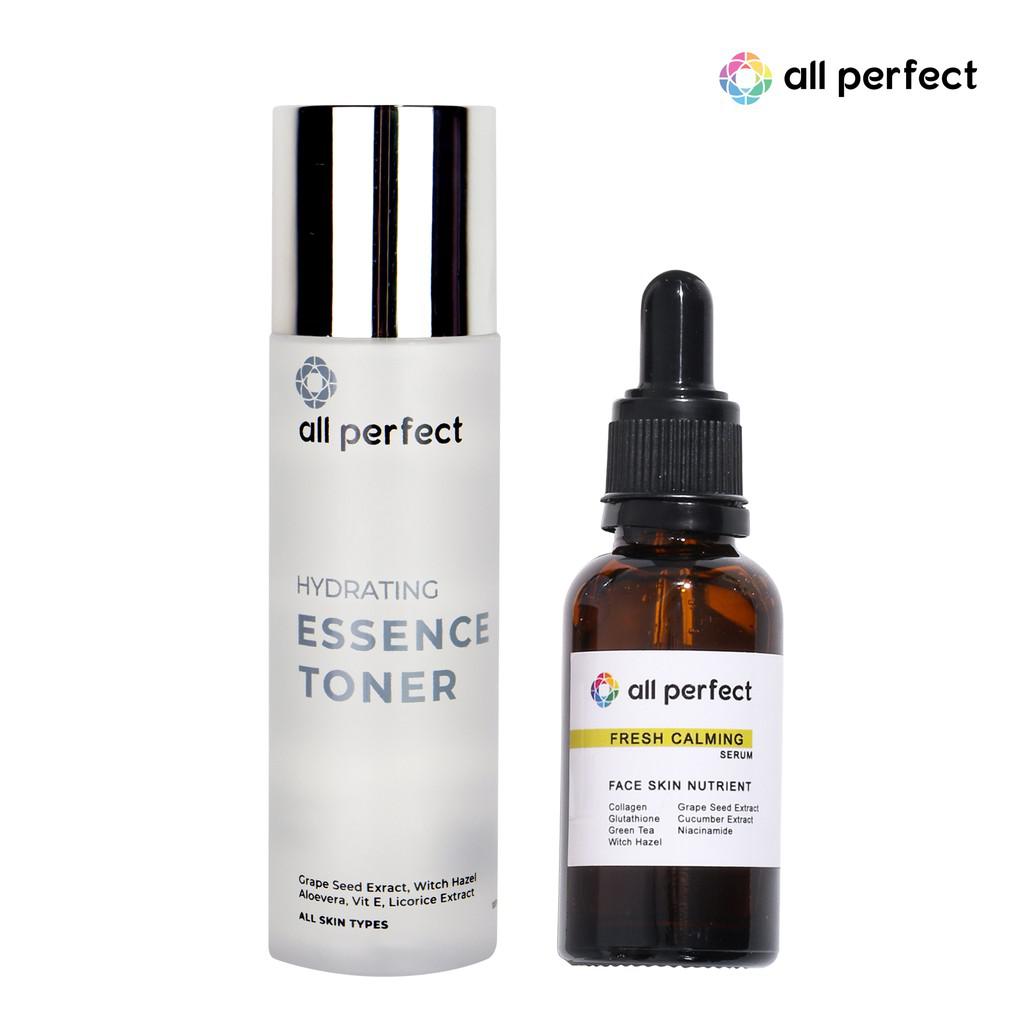 all perfect
all perfect
HYDRATING
ESSENCE
TONER
Grape Seed Exract, Witch Hazel
Aloevera, Vit E, Licorice Extract
ALL SKIN TYPES
all perfect
FRESH CALMING
SERUM
FACE SKIN NUTRIENT
Collagen Grape Seed Extract
Glutathione Cucumber Extract
Green Tea Niacinamide
Witch Hazel